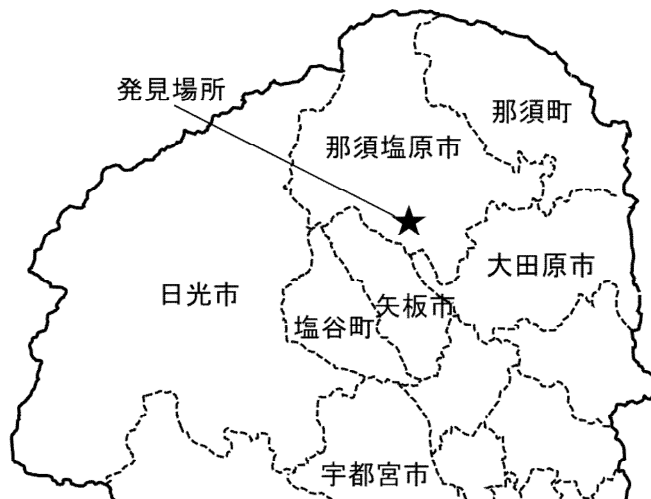 発見場所
那須町
那須塩原市
大田原市
日光市
矢板市
塩谷町
宇都宮市